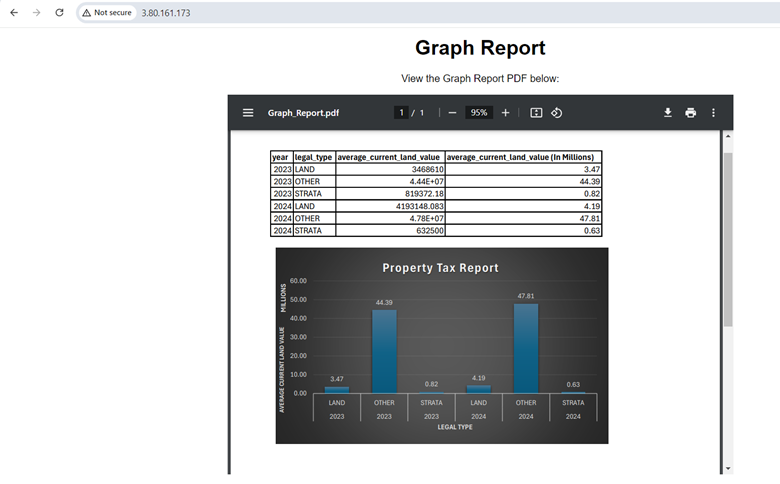 Not secure 3.80.161.173
Graph Report
View the Graph Report PDF below:
Graph_Report.pdf 1 / 1 95%
year legal_type average_current_land_value average_current_land_value (In Millions)
2023 LAND 3468610 3.47
2023 OTHER 4.44E+07 44.39
2023 STRATA 819372.18 0.82
2024 LAND 4193148.083 4.19
2024 OTHER 4.78E+07 47.81
2024 STRATA 632500 0.63
Property Tax Report
AVERAGE CURRENT LAND VALUE MILLIONS
60.00
50.00
40.00
30.00
20.00
10.00
0.00
3.47 44.39 0.82 4.19 47.81 0.63
LAND OTHER STRATA LAND OTHER STRATA
2023 2023 2023 2024 2024 2024
LEGAL TYPE